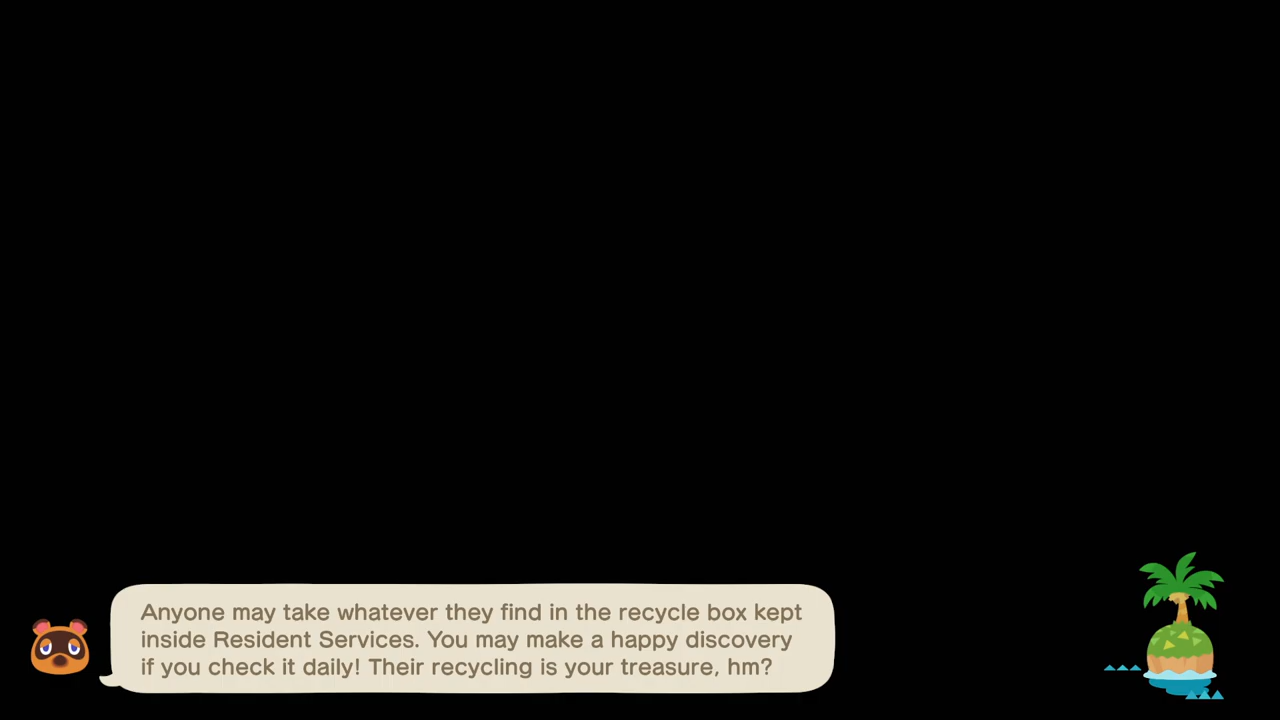 Anyone may take whatever they find in the recycle box kept
inside Resident Services. You may make a happy discovery
if you check it daily! Their recycling is your treasure, hm?